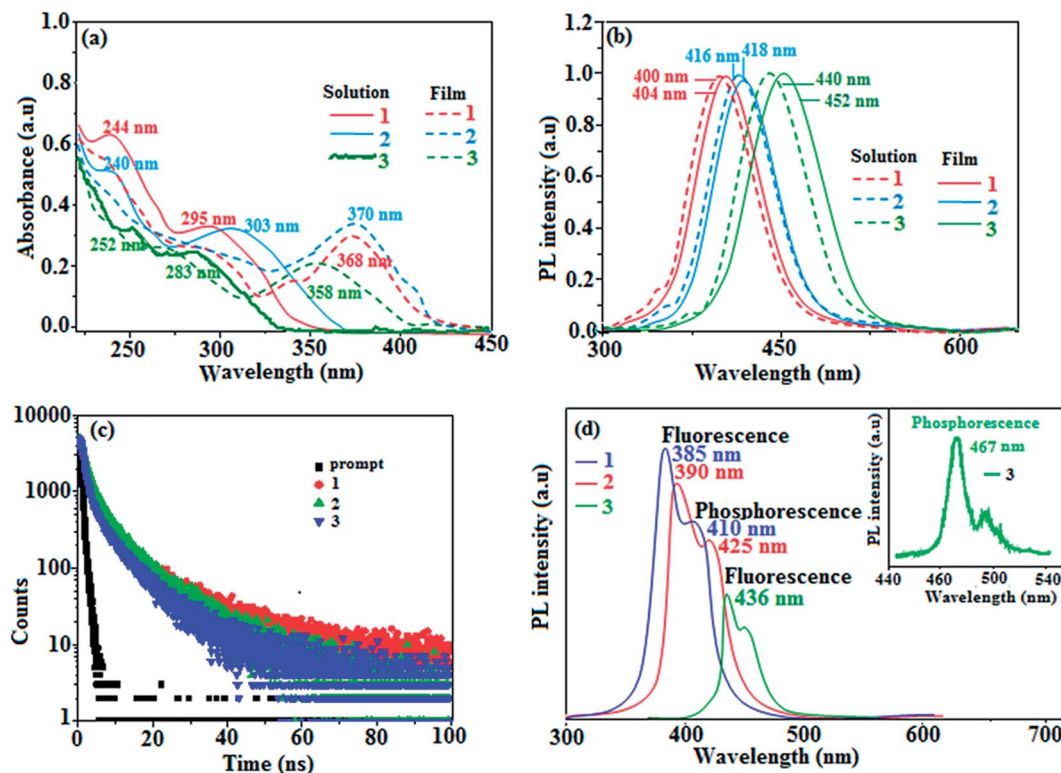 (a)
Absorbance (a.u)
1.0
0.8
0.6
0.4
0.2
0.0
244 nm
240 nm
295 nm
303 nm
252 nm
283 nm
370 nm
368 nm
358 nm
Solution Film
1 1
2 2
3 3
250 300 350 400 450
Wavelength (nm)
(b)
PL intensity (a.u)
1.0
0.8
0.6
0.4
0.2
0.0
416 nm 418 nm
400 nm 440 nm
404 nm 452 nm
Solution Film
1 1
2 2
3 3
300 450 600
Wavelength (nm)
(c)
Counts
10000
1000
100
10
1
prompt
1
2
3
0 20 40 60 80 100
Time (ns)
(d)
PL intensity (a.u)
1
2
3
Fluorescence
385 nm
390 nm
Phosphorescence
410 nm
425 nm
Fluorescence
436 nm
300 400 500 600 700
Wavelength (nm)
PL intensity (a.u)
Phosphorescence
467 nm
3
440 460 500 540
Wavelength (nm)